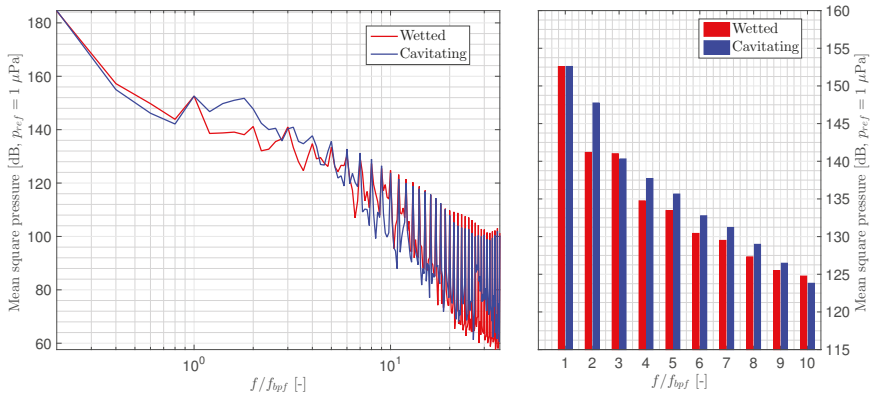 Mean square pressure [dB, p_ref = 1 μPa]
180
160
140
120
100
80
60
10^0
10^1
f/f_bpf [-]
Wetted
Cavitating
Wetted
Cavitating
160
155
150
145
140
135
130
125
120
115
1 2 3 4 5 6 7 8 9 10
f/f_bpf [-]
Mean square pressure [dB, p_ref = 1 μPa]